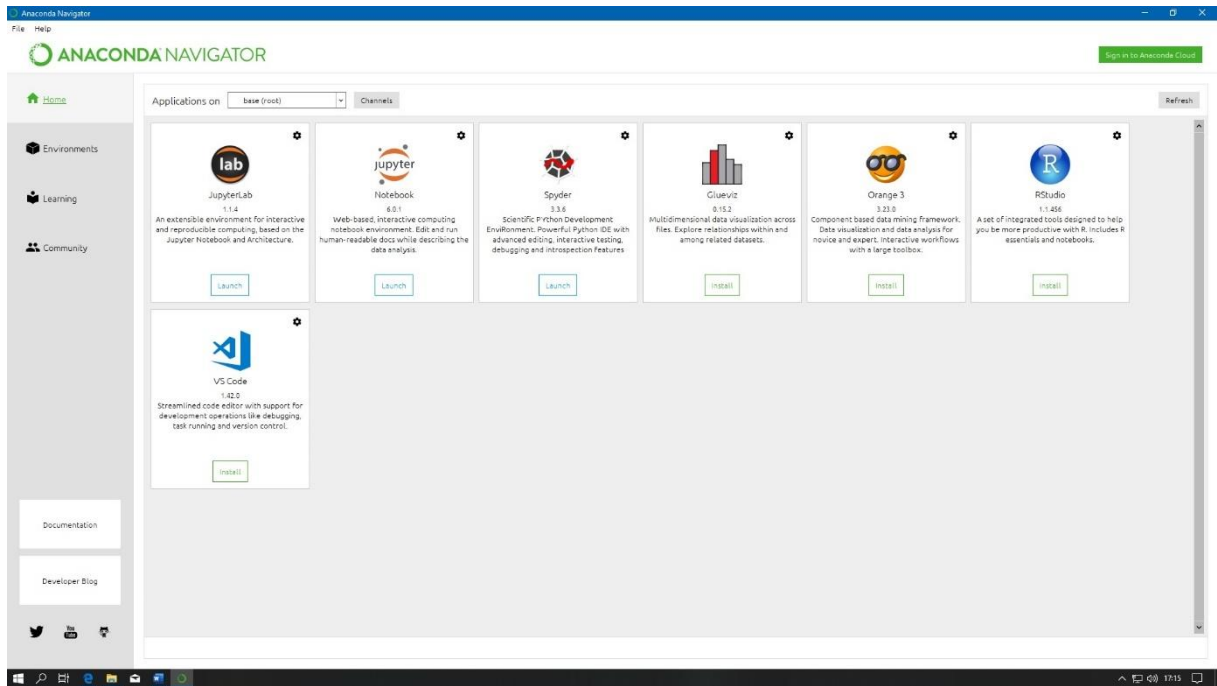 Anaconda Navigator
File Help
ANACONDA NAVIGATOR
Sign in to Anaconda Cloud
Home
Environments
Learning
Community
Documentation
Developer Blog
You
Tube
Applications on base (root) Channels Refresh
lab
JupyterLab
1.1.4
An extensible environment for interactive
and reproducible computing, based on the
Jupyter Notebook and Architecture.
Launch
jupyter
Notebook
6.0.1
Web-based, interactive computing
notebook environment. Edit and run
human-readable docs while describing the
data analysis.
Launch
Spyder
3.3.6
Scientific PYthon Development
EnviRonment. Powerful Python IDE with
advanced editing, interactive testing,
debugging and introspection features
Launch
Glueviz
0.15.2
Multidimensional data visualization across
files. Explore relationships within and
among related datasets.
Install
Orange 3
3.23.0
Component based data mining framework.
Data visualization and data analysis for
novice and expert. Interactive workflows
with a large toolbox.
Install
R
RStudio
1.1.456
A set of integrated tools designed to help
you be more productive with R. Includes R
essentials and notebooks.
Install
VS Code
1.42.0
Streamlined code editor with support for
development operations like debugging,
task running and version control.
Install
17:15